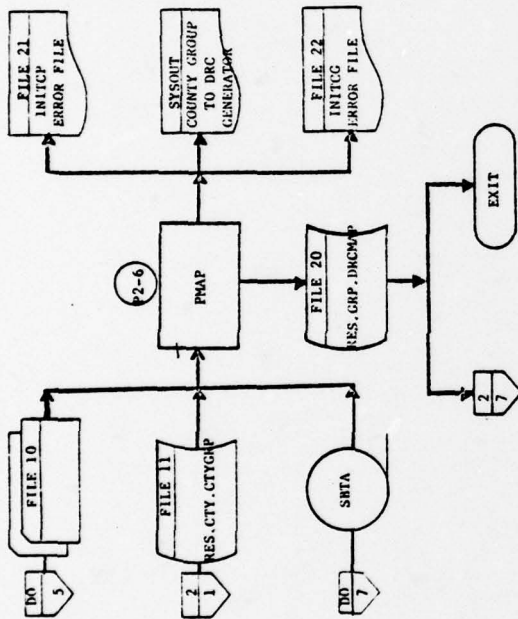 DO
5
FILE 10
2
1
FILE 11
RES.CTY.CTYGRP
DO
7
SBTA
P2-6
PMAP
FILE 20
RES.GRP.DRCMAP
2
7
EXIT
FILE 21
INITCP
ERROR FILE
SYSOUT
COUNTY GROUP
TO DRC
GENERATOR
FILE 22
INITCG
ERROR FILE